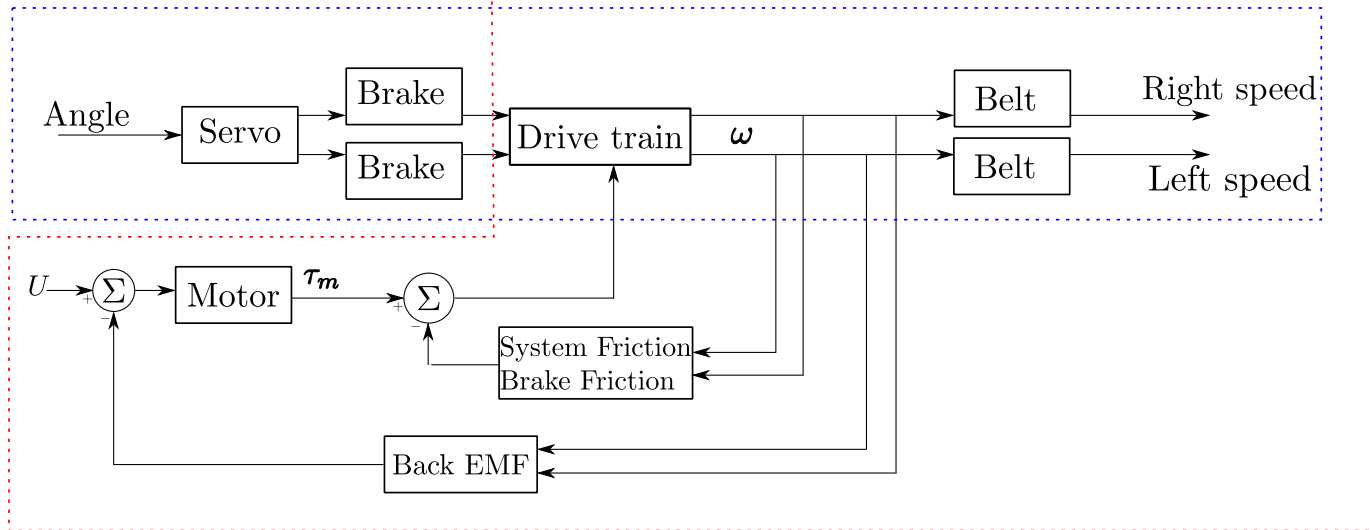 Angle
Servo
Brake
Brake
Drive train
ω
Belt
Belt
Right speed
Left speed
U
+
Σ
−
Motor
τm
+
Σ
−
System Friction
Brake Friction
Back EMF